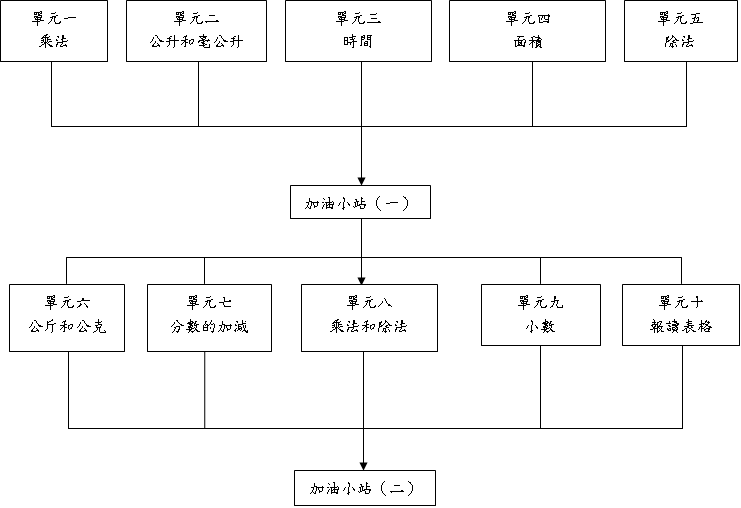 單元一
乘法
單元二
公升和毫公升
單元三
時間
單元四
面積
單元五
除法
加油小站（一）
單元六
公斤和公克
單元七
分數的加減
單元八
乘法和除法
單元九
小數
單元十
報讀表格
加油小站（二）